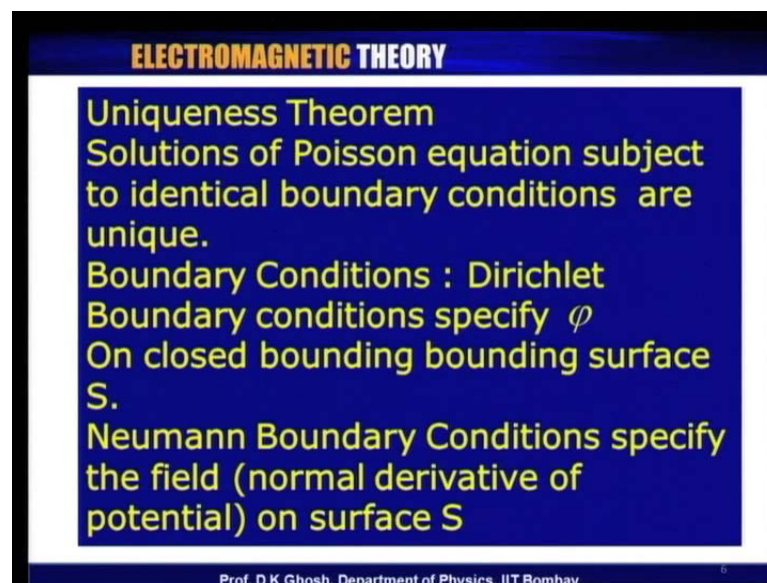 ELECTROMAGNETIC THEORY
Uniqueness Theorem
Solutions of Poisson equation subject
to identical boundary conditions are
unique.
Boundary Conditions : Dirichlet
Boundary conditions specify φ
On closed bounding bounding surface
S.
Neumann Boundary Conditions specify
the field (normal derivative of
potential) on surface S
6
Prof. D K Ghosh, Department of Physics, IIT Bombay